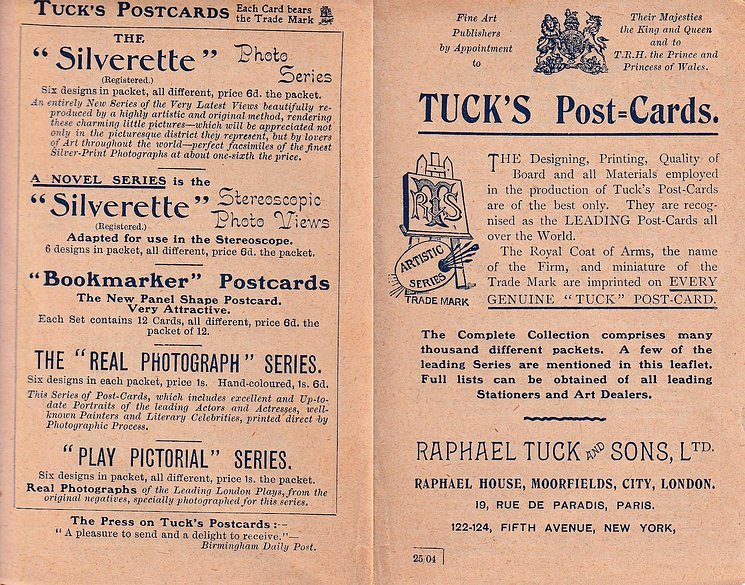 TUCK'S POSTCARDS Each Card bears
the Trade Mark
THE
"Silverette" Photo
Series
(Registered.)
Six designs in packet, all different, price 6d. the packet.
An entirely New Series of the Very Latest Views beautifully re-
produced by a highly artistic and original method, rendering
these charming little pictures—which will be appreciated not
only in the picturesque district they represent, but by lovers
of Art throughout the world—perfect facsimiles of the finest
Silver-Print Photographs at about one-sixth the price.
A NOVEL SERIES is the
"Silverette" Stereoscopic
Photo Views
(Registered.)
Adapted for use in the Stereoscope.
6 designs in packet, all different, price 6d. the packet.
"Bookmarker" Postcards
The New Panel Shape Postcard.
Very Attractive.
Each Set contains 12 Cards, all different, price 6d. the
packet of 12.
THE "REAL PHOTOGRAPH" SERIES.
Six designs in each packet, price 1s. Hand-coloured, 1s. 6d.
This Series of Post-Cards, which includes excellent and Up-to-
date Portraits of the leading Actors and Actresses, well-
known Painters and Literary Celebrities, printed direct by
Photographic Process.
"PLAY PICTORIAL" SERIES.
Six designs in packet, all different, price 1s. the packet.
Real Photographs of the Leading London Plays, from the
original negatives, specially photographed for this series.
The Press on Tuck's Postcards :—
"A pleasure to send and a delight to receive."—
Birmingham Daily Post.
Fine Art
Publishers
by Appointment
to
Their Majesties
the King and Queen
and to
T.R.H. the Prince and
Princess of Wales.
TUCK'S Post=Cards.
THE Designing, Printing, Quality of
Board and all Materials employed
in the production of Tuck's Post-Cards
are of the best only. They are recog-
nised as the LEADING Post-Cards all
over the World.
The Royal Coat of Arms, the name
of the Firm, and miniature of the
Trade Mark are imprinted on EVERY
GENUINE "TUCK" POST-CARD.
RTS
ARTISTIC
SERIES
TRADE MARK
The Complete Collection comprises many
thousand different packets. A few of the
leading Series are mentioned in this leaflet.
Full lists can be obtained of all leading
Stationers and Art Dealers.
RAPHAEL TUCK AND SONS, LTD.
RAPHAEL HOUSE, MOORFIELDS, CITY, LONDON.
19, RUE DE PARADIS, PARIS.
122-124, FIFTH AVENUE, NEW YORK,
25 04